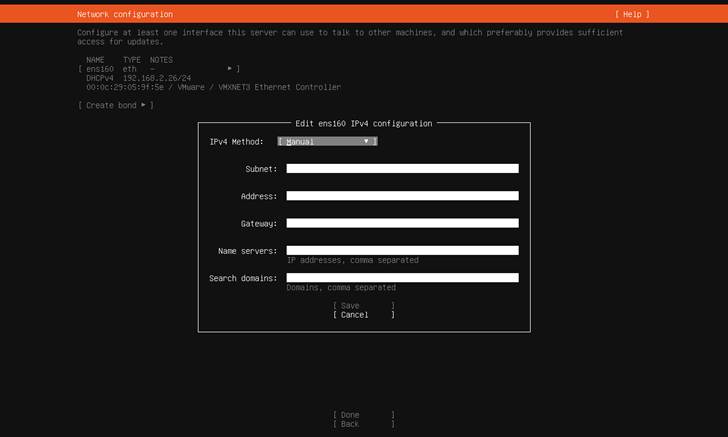 Network configuration [ Help ]
Configure at least one interface this server can use to talk to other machines, and which preferably provides sufficient
access for updates.
NAME TYPE NOTES
[ ens160 eth - ▸ ]
DHCPv4 192.168.2.26/24
00:0c:29:05:9f:5e / VMware / VMXNET3 Ethernet Controller
[ Create bond ▸ ]
Edit ens160 IPv4 configuration
IPv4 Method: [ Manual ▾ ]
Subnet:
Address:
Gateway:
Name servers:
IP addresses, comma separated
Search domains:
Domains, comma separated
[ Save ]
[ Cancel ]
[ Done ]
[ Back ]